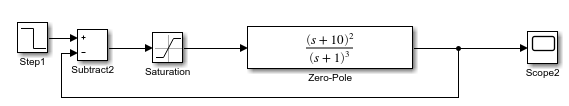 +
−
(s + 10)²
(s + 1)³
Step1
Subtract2
Saturation
Zero-Pole
Scope2